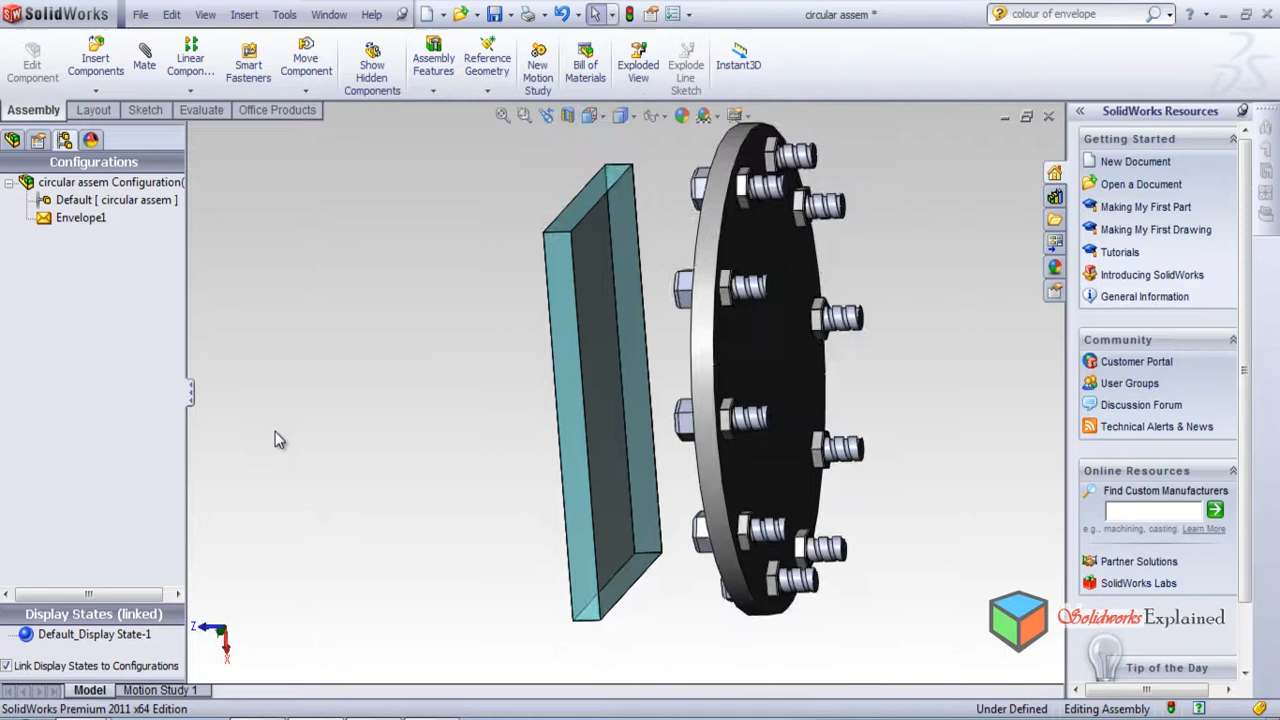 SolidWorks
File Edit View Insert Tools Window Help
circular assem *
colour of envelope
Edit Component
Insert Components
Mate
Linear Compon...
Smart Fasteners
Move Component
Show Hidden Components
Assembly Features
Reference Geometry
New Motion Study
Bill of Materials
Exploded View
Explode Line Sketch
Instant3D
Assembly Layout Sketch Evaluate Office Products
Configurations
circular assem Configuration(
Default [ circular assem ]
Envelope1
Display States (linked)
Default_Display State-1
Link Display States to Configurations
Z
X
SolidWorks Resources
Getting Started
New Document
Open a Document
Making My First Part
Making My First Drawing
Tutorials
Introducing SolidWorks
General Information
Community
Customer Portal
User Groups
Discussion Forum
Technical Alerts & News
Online Resources
Find Custom Manufacturers
e.g., machining, casting. Learn More
Partner Solutions
SolidWorks Labs
Solidworks Explained
Tip of the Day
Model Motion Study 1
SolidWorks Premium 2011 x64 Edition
Under Defined Editing Assembly